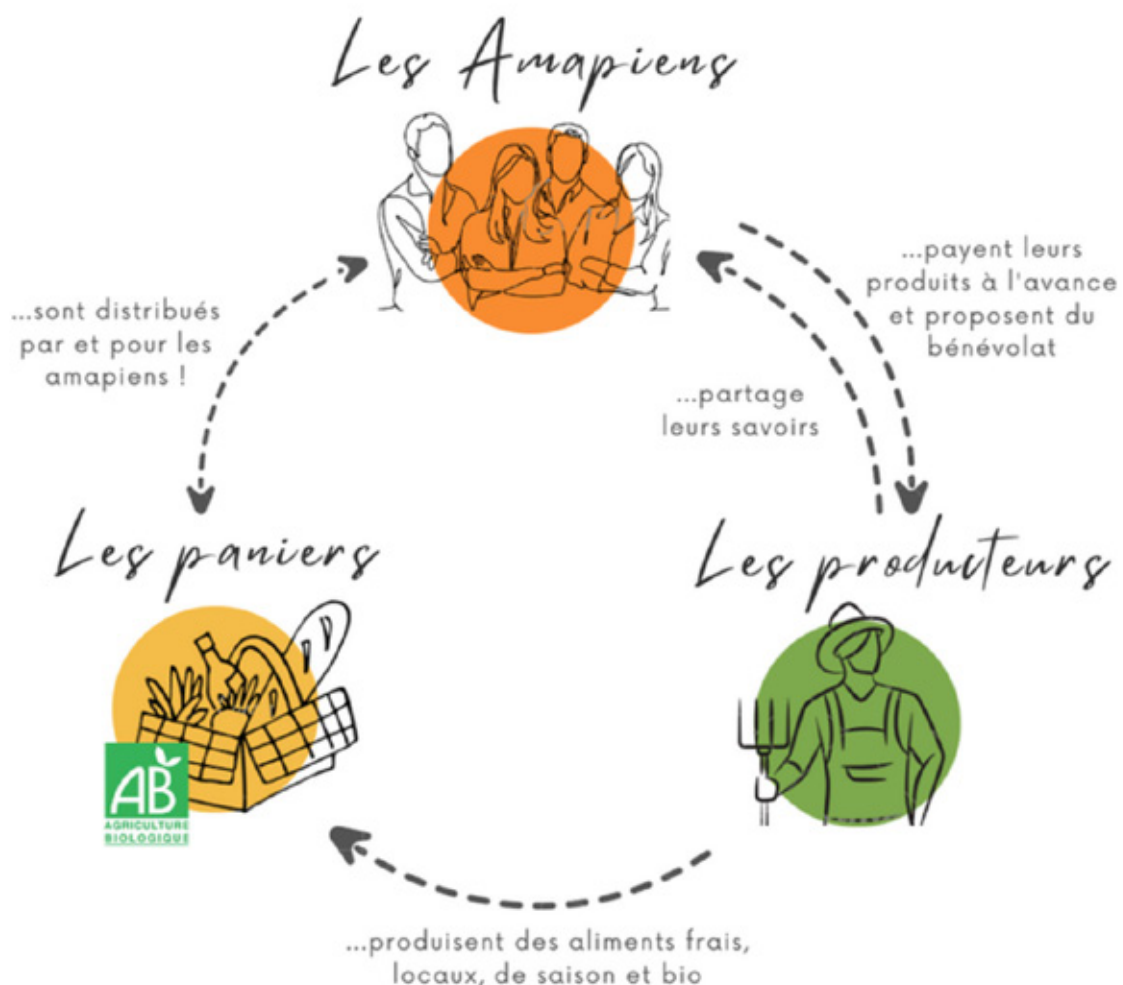 Les Amapiens
...sont distribués
par et pour les
amapiens !
...payent leurs
produits à l'avance
et proposent du
bénévolat
...partage
leurs savoirs
Les paniers
Les producteurs
AB
AGRICULTURE
BIOLOGIQUE
...produisent des aliments frais,
locaux, de saison et bio